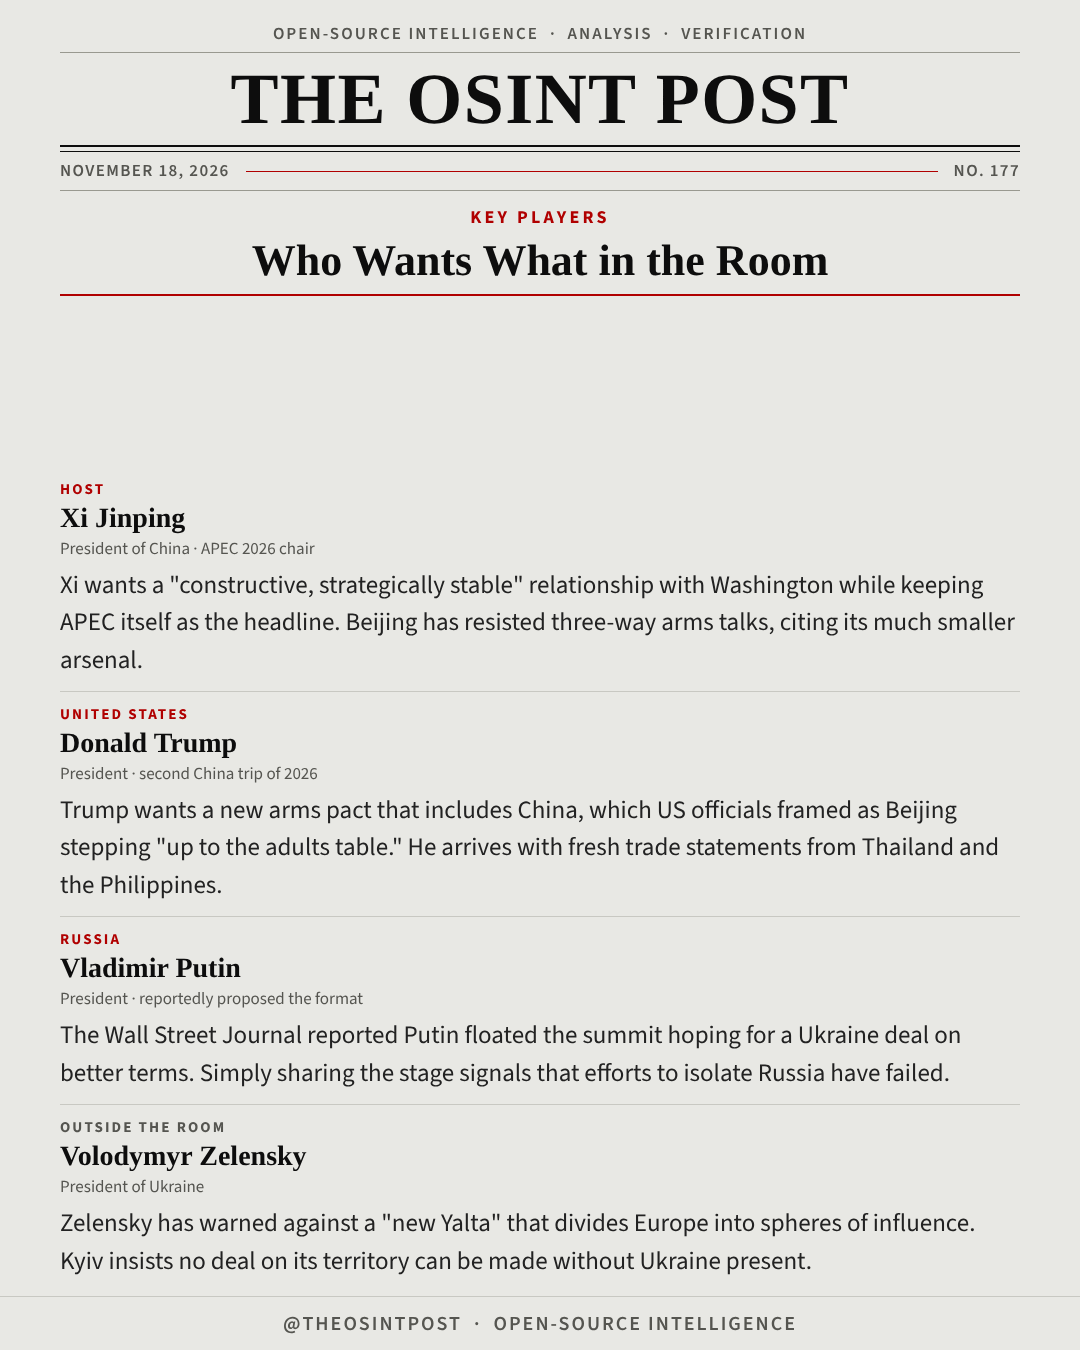 OPEN-SOURCE INTELLIGENCE · ANALYSIS · VERIFICATION
THE OSINT POST
NOVEMBER 18, 2026 NO. 177
KEY PLAYERS
Who Wants What in the Room
HOST
Xi Jinping
President of China · APEC 2026 chair
Xi wants a "constructive, strategically stable" relationship with Washington while keeping
APEC itself as the headline. Beijing has resisted three-way arms talks, citing its much smaller
arsenal.
UNITED STATES
Donald Trump
President · second China trip of 2026
Trump wants a new arms pact that includes China, which US officials framed as Beijing
stepping "up to the adults table." He arrives with fresh trade statements from Thailand and
the Philippines.
RUSSIA
Vladimir Putin
President · reportedly proposed the format
The Wall Street Journal reported Putin floated the summit hoping for a Ukraine deal on
better terms. Simply sharing the stage signals that efforts to isolate Russia have failed.
OUTSIDE THE ROOM
Volodymyr Zelensky
President of Ukraine
Zelensky has warned against a "new Yalta" that divides Europe into spheres of influence.
Kyiv insists no deal on its territory can be made without Ukraine present.
@THEOSINTPOST · OPEN-SOURCE INTELLIGENCE